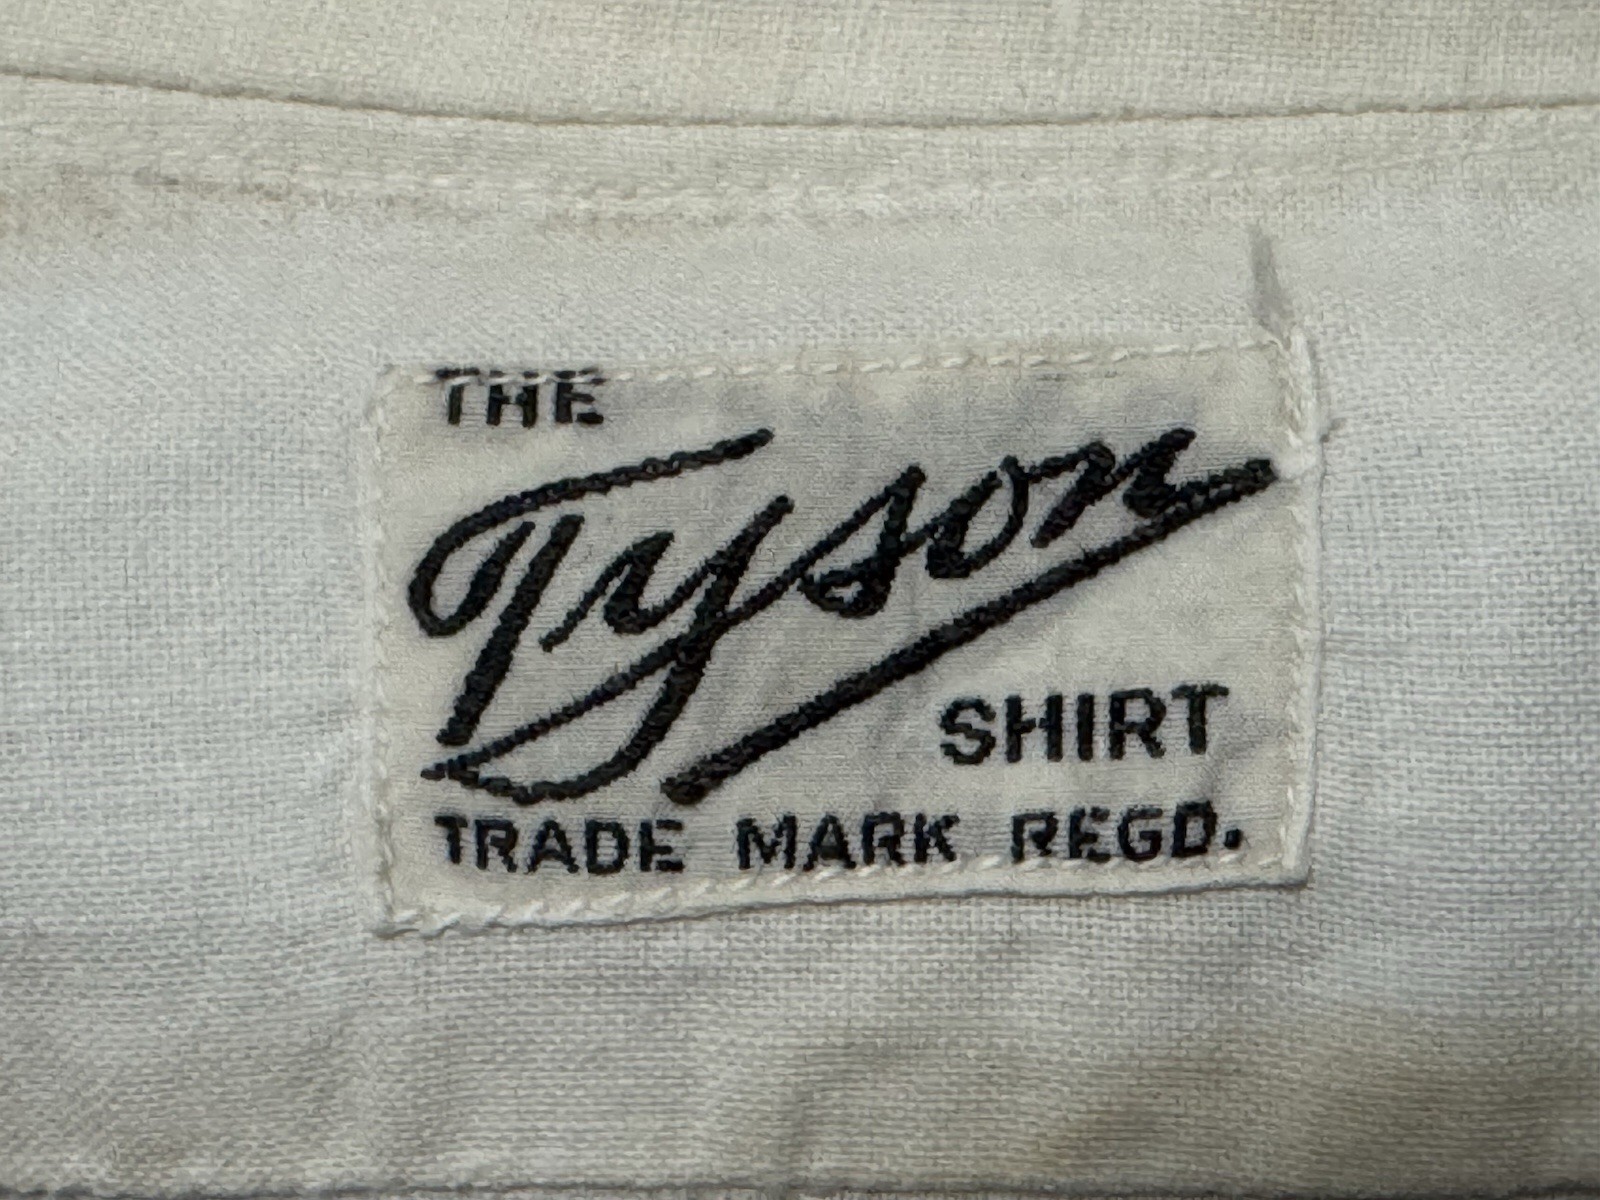 THE
Tyson
SHIRT
TRADE MARK REGD.